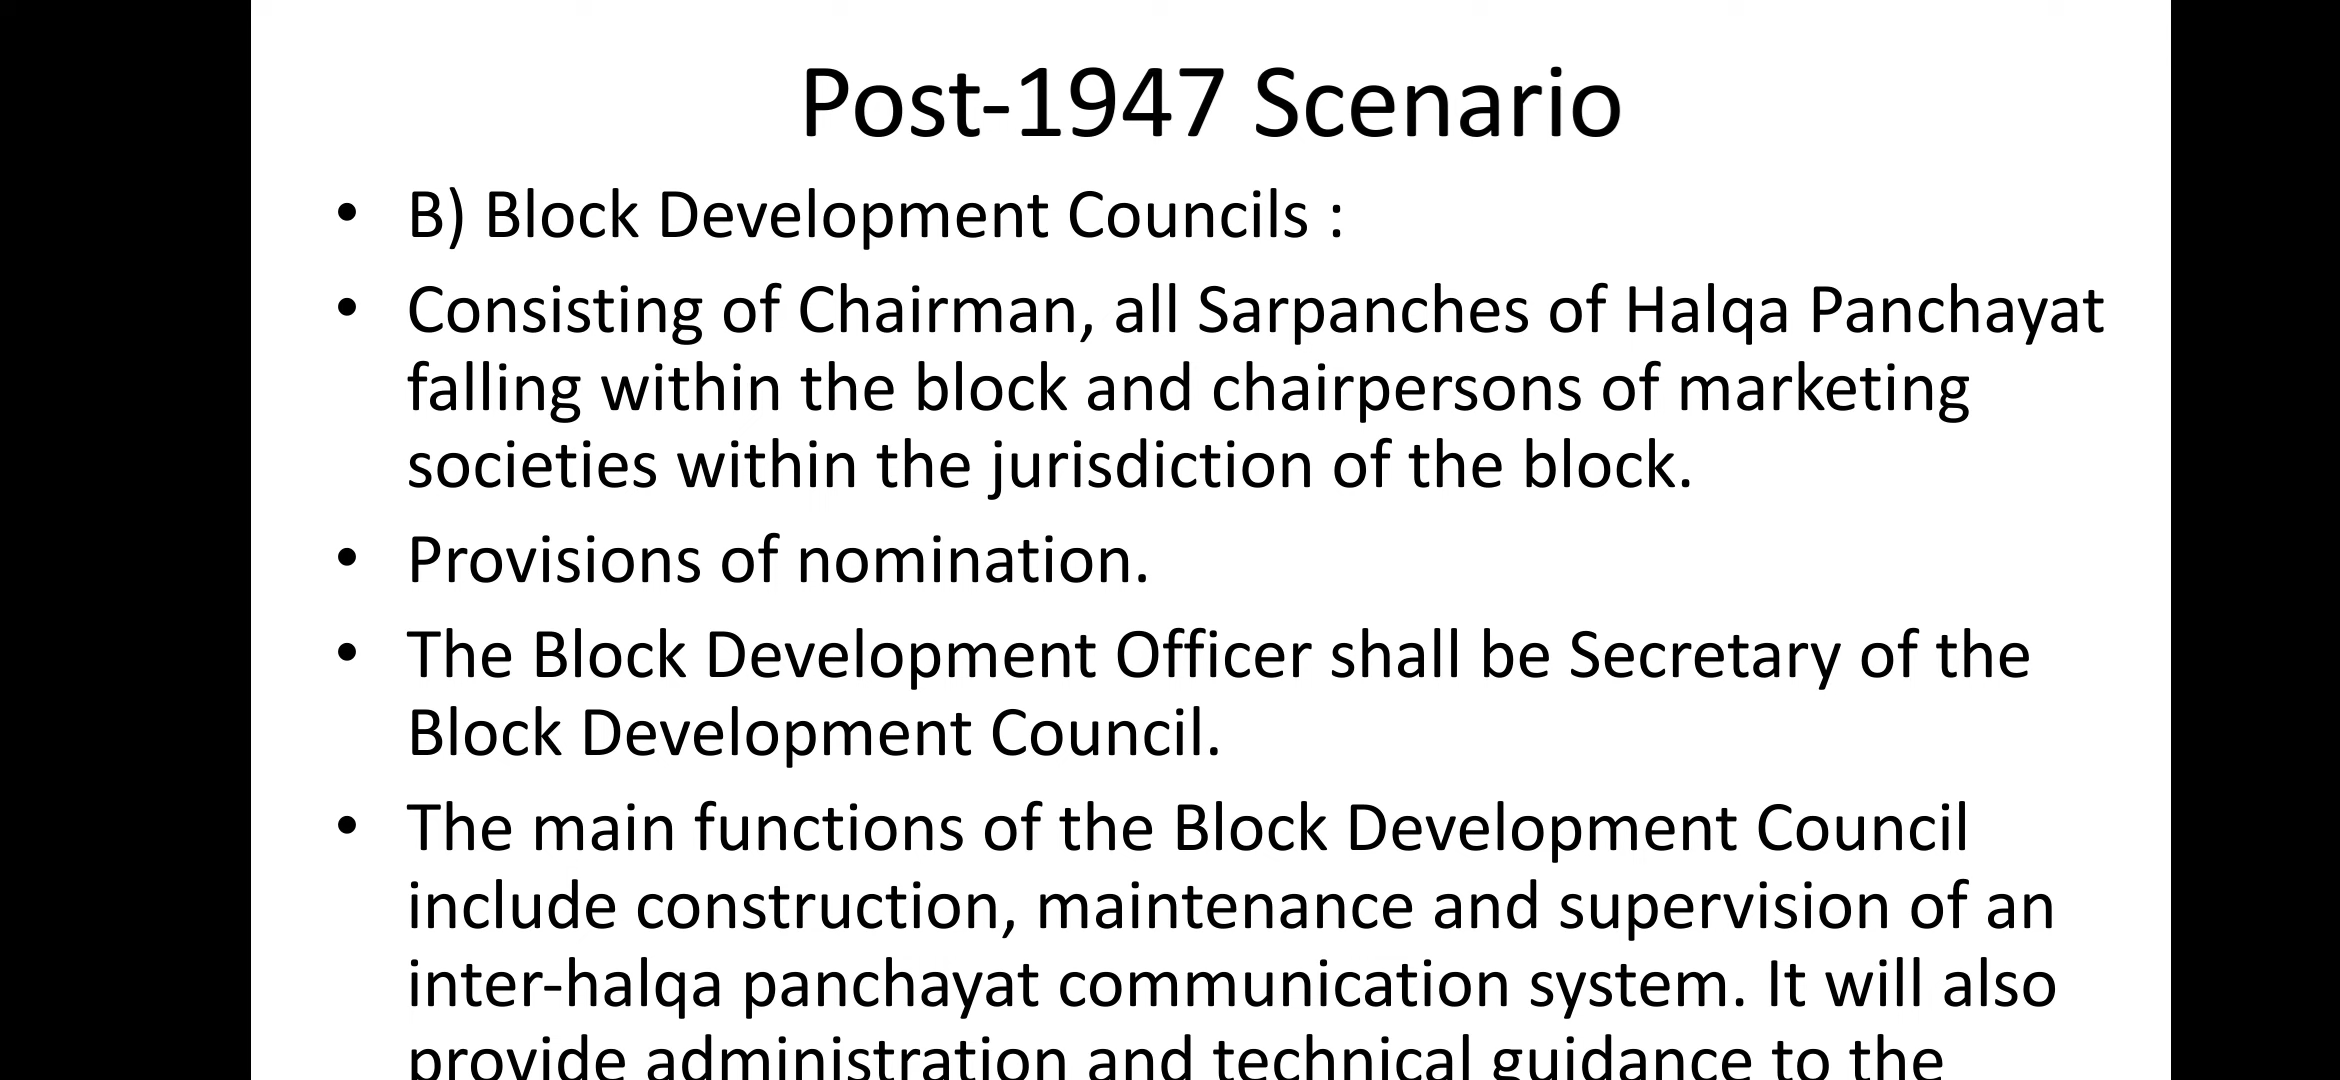 Post-1947 Scenario
• B) Block Development Councils :
• Consisting of Chairman, all Sarpanches of Halqa Panchayat
falling within the block and chairpersons of marketing
societies within the jurisdiction of the block.
• Provisions of nomination.
• The Block Development Officer shall be Secretary of the
Block Development Council.
• The main functions of the Block Development Council
include construction, maintenance and supervision of an
inter-halqa panchayat communication system. It will also
provide administration and technical guidance to the